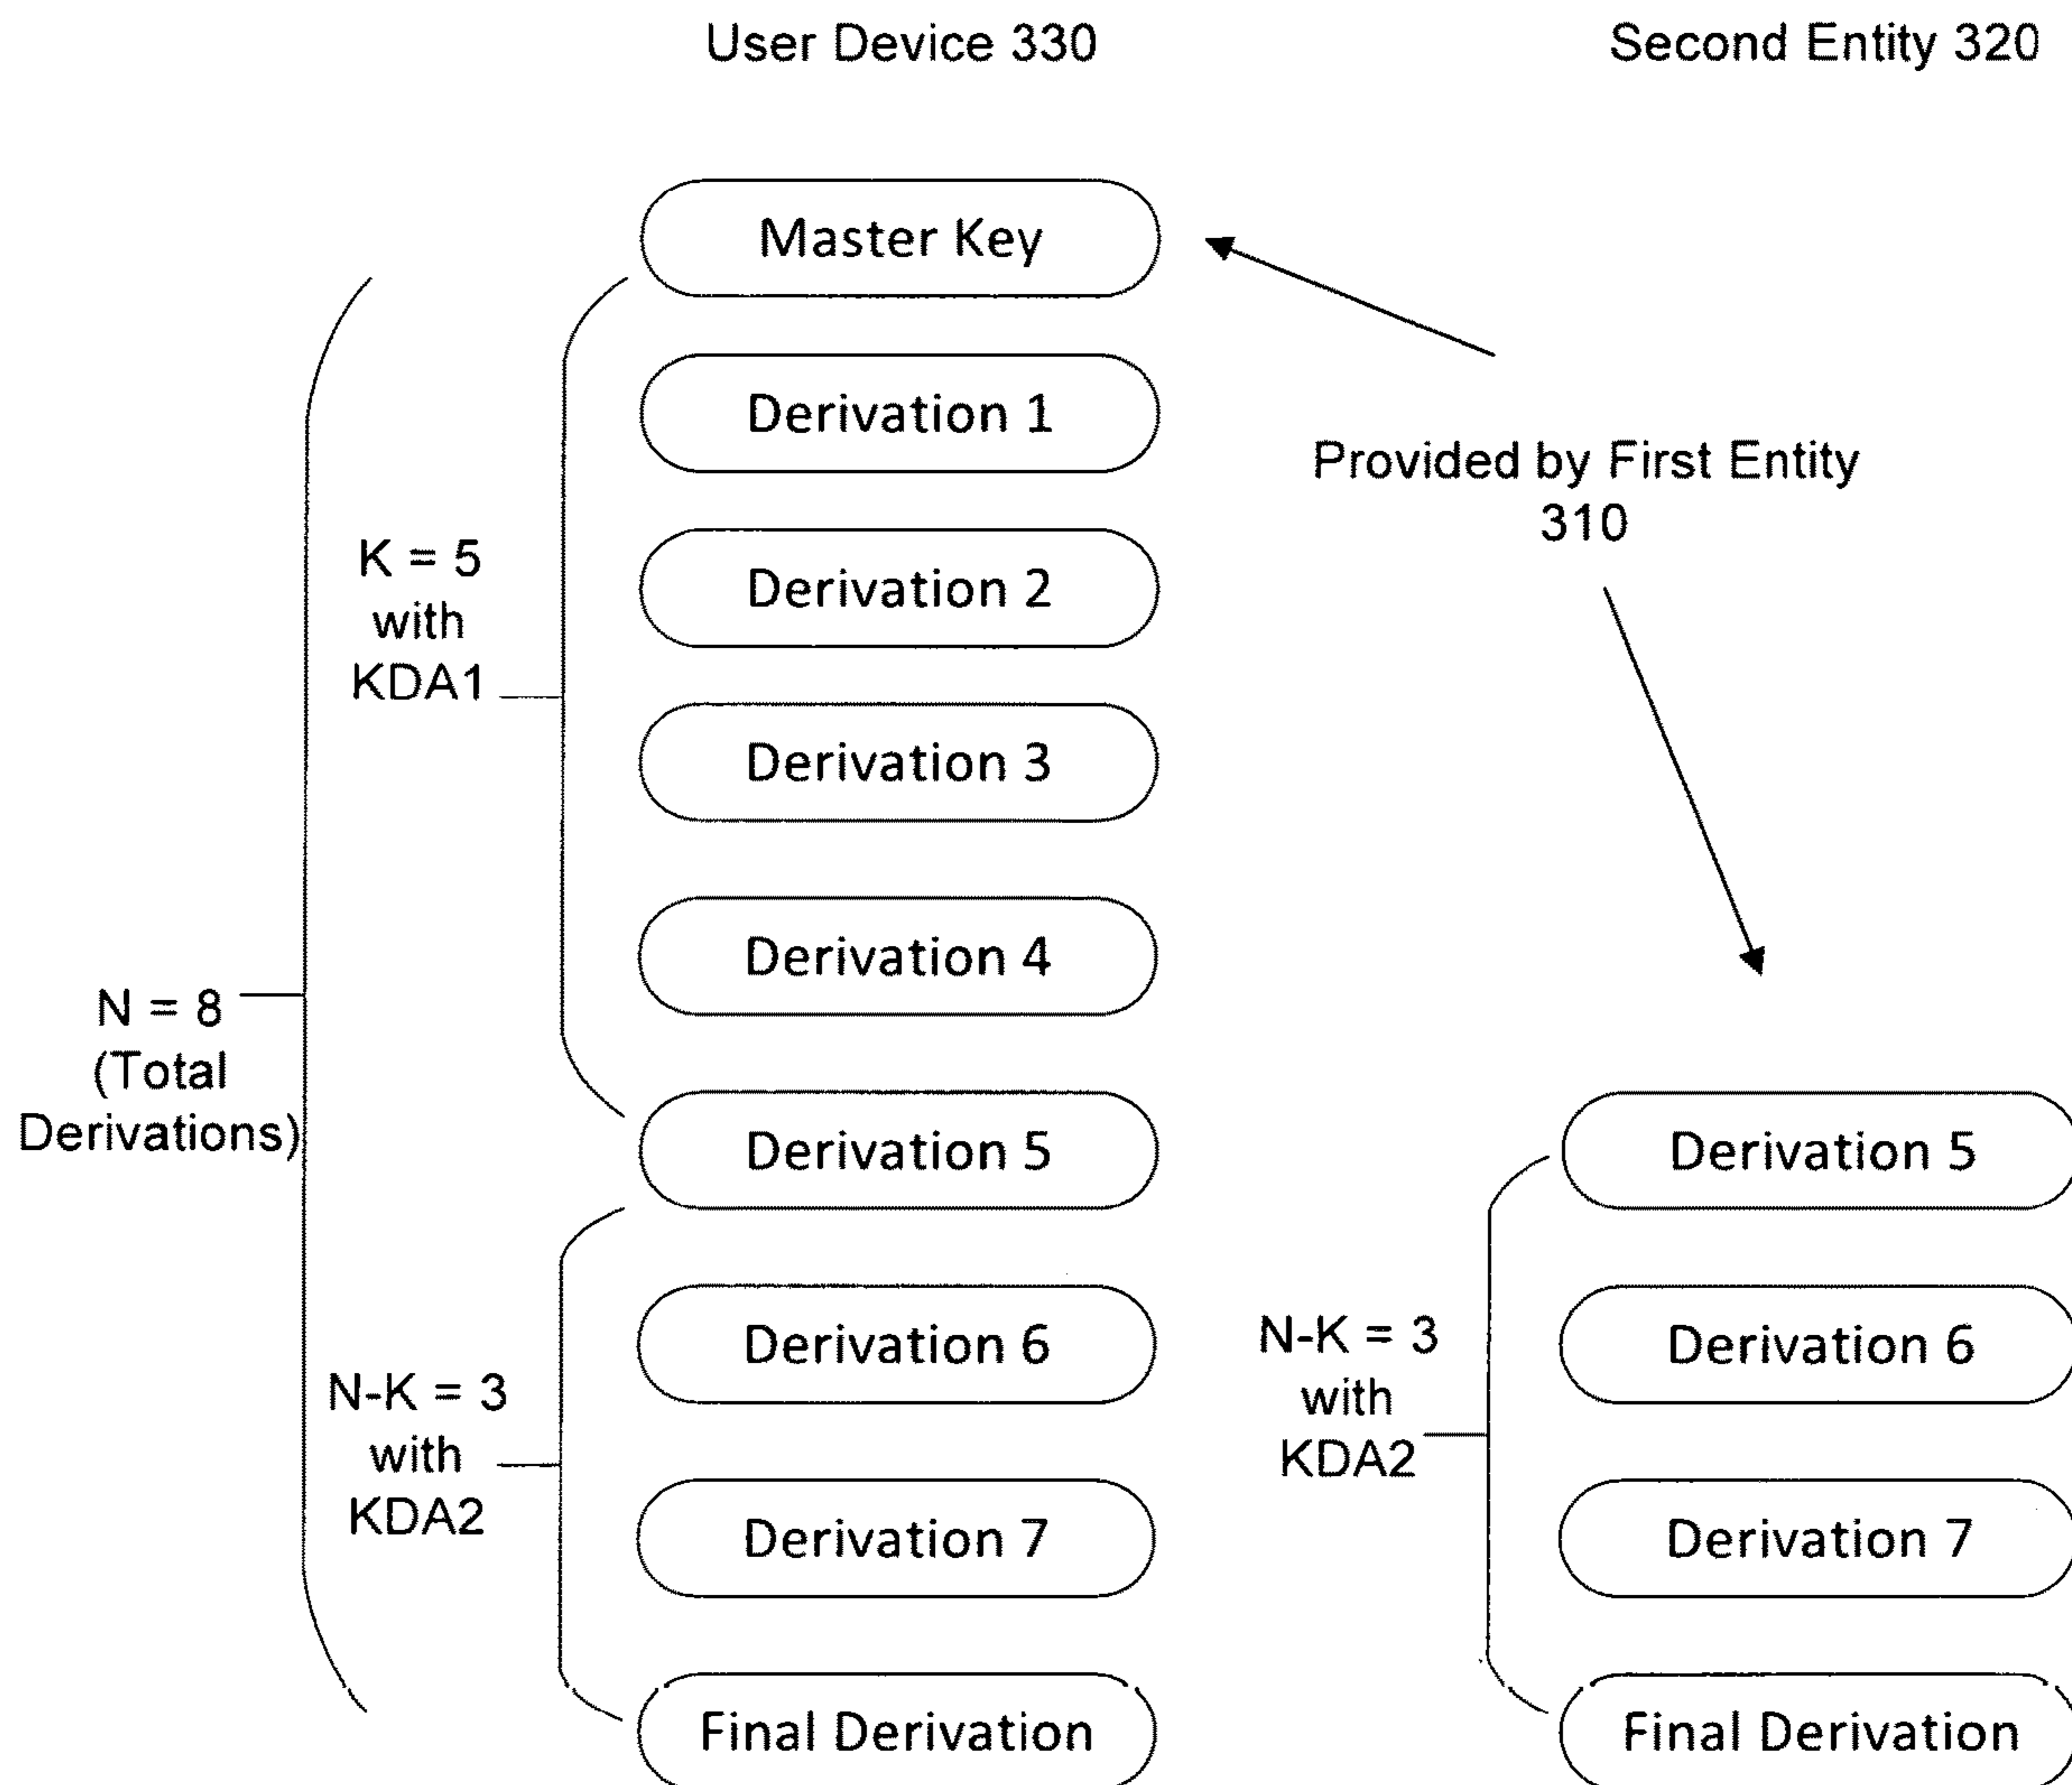 User Device 330
Second Entity 320
Master Key
Derivation 1
Provided by First Entity
310
K = 5
with
KDA1
Derivation 2
Derivation 3
Derivation 4
N = 8
(Total
Derivations)
Derivation 5
Derivation 5
N-K = 3
with
KDA2
Derivation 6
N-K = 3
with
KDA2
Derivation 6
Derivation 7
Derivation 7
Final Derivation
Final Derivation